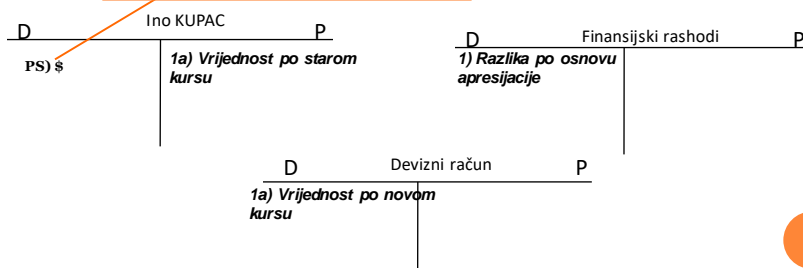 Ino KUPAC
D P
PS) $
1a) Vrijednost po starom
kursu
Finansijski rashodi
D P
1) Razlika po osnovu
apresijacije
Devizni račun
D P
1a) Vrijednost po novom
kursu